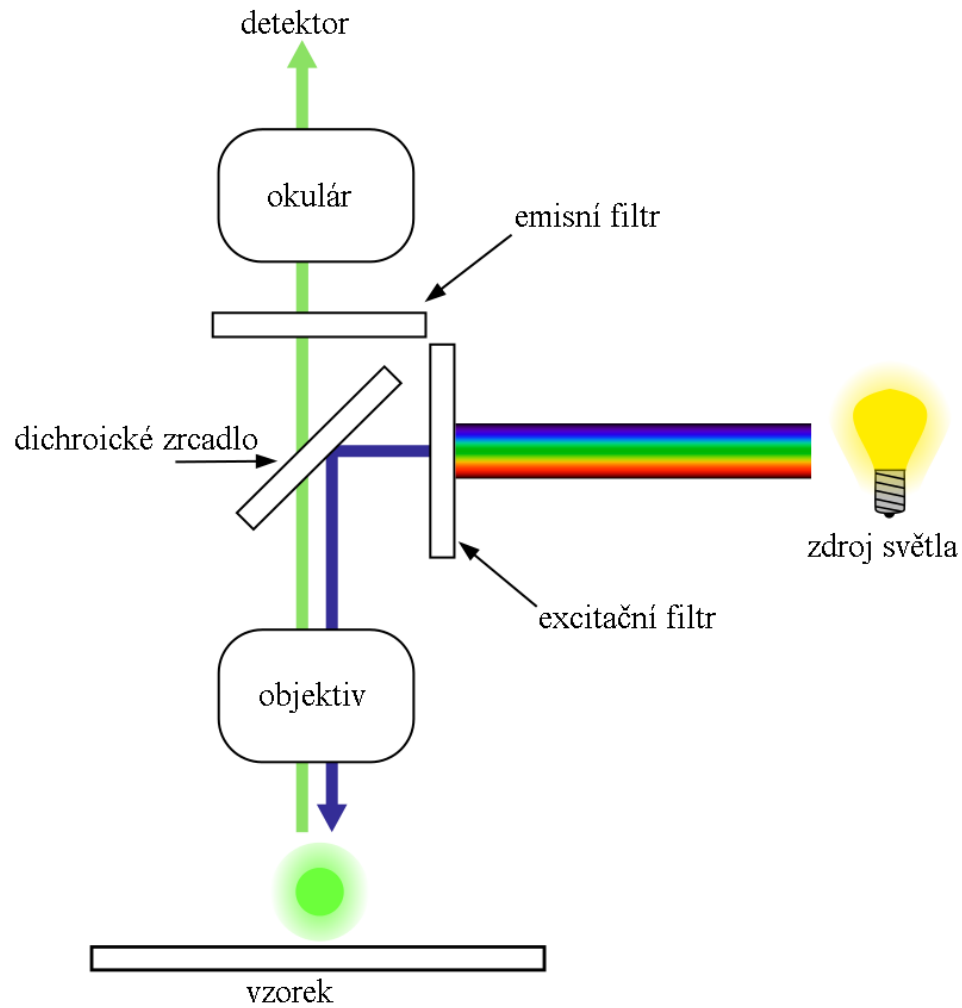 detektor
okulár
emisní filtr
dichroické zrcadlo
zdroj světla
excitační filtr
objektiv
vzorek